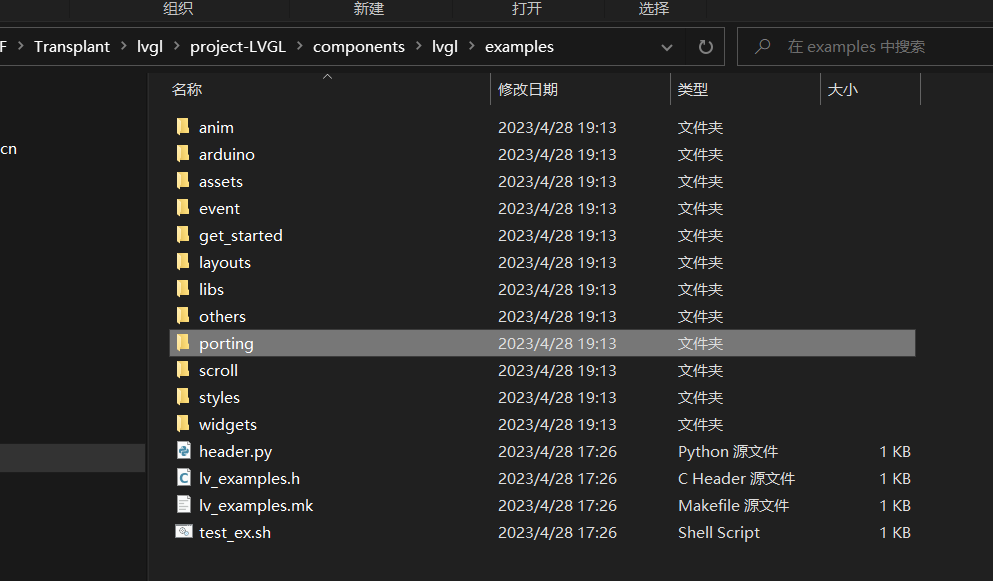 组织 新建 打开 选择
F > Transplant > lvgl > project-LVGL > components > lvgl > examples 在 examples 中搜索
名称 修改日期 类型 大小
anim 2023/4/28 19:13 文件夹
cn
arduino 2023/4/28 19:13 文件夹
assets 2023/4/28 19:13 文件夹
event 2023/4/28 19:13 文件夹
get_started 2023/4/28 19:13 文件夹
layouts 2023/4/28 19:13 文件夹
libs 2023/4/28 19:13 文件夹
others 2023/4/28 19:13 文件夹
porting 2023/4/28 19:13 文件夹
scroll 2023/4/28 19:13 文件夹
styles 2023/4/28 19:13 文件夹
widgets 2023/4/28 19:13 文件夹
header.py 2023/4/28 17:26 Python 源文件 1 KB
lv_examples.h 2023/4/28 17:26 C Header 源文件 1 KB
lv_examples.mk 2023/4/28 17:26 Makefile 源文件 1 KB
test_ex.sh 2023/4/28 17:26 Shell Script 1 KB